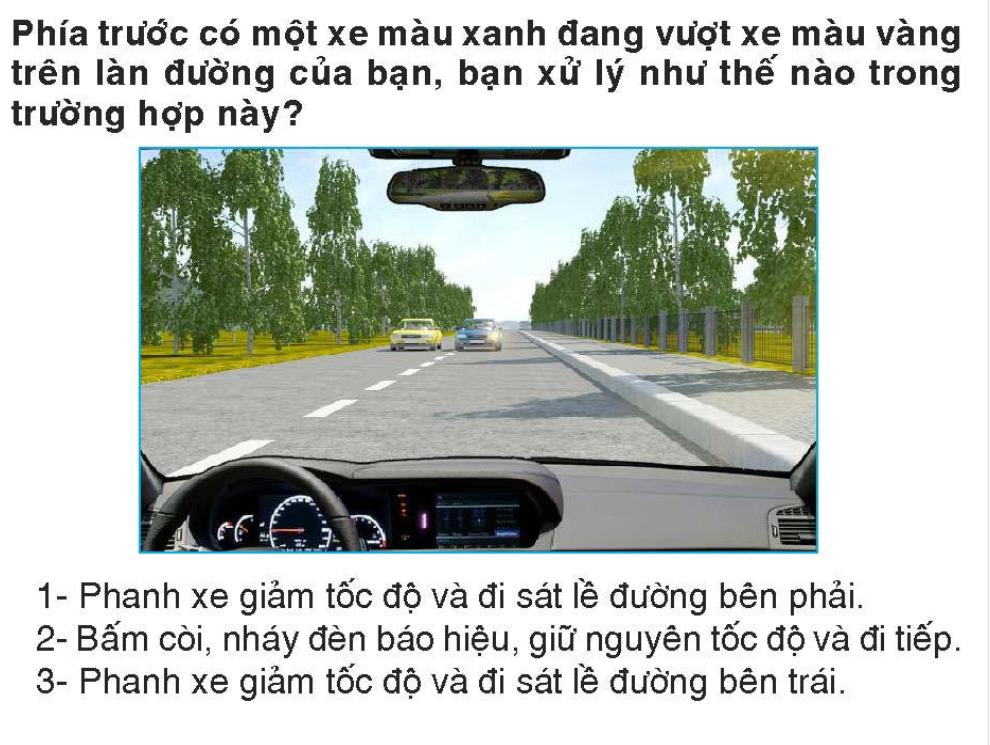 Phía trước có một xe màu xanh đang vượt xe màu vàng
trên làn đường của bạn, bạn xử lý như thế nào trong
trường hợp này?
1- Phanh xe giảm tốc độ và đi sát lề đường bên phải.
2- Bấm còi, nháy đèn báo hiệu, giữ nguyên tốc độ và đi tiếp.
3- Phanh xe giảm tốc độ và đi sát lề đường bên trái.